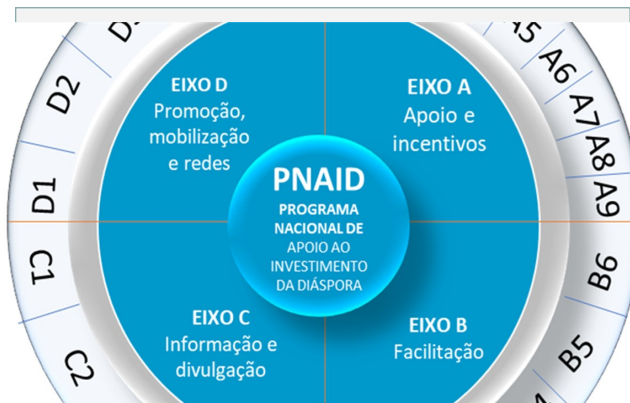 EIXO D
Promoção,
mobilização
e redes
EIXO A
Apoio e
incentivos
PNAID
PROGRAMA
NACIONAL DE
APOIO AO
INVESTIMENTO
DA DIÁSPORA
EIXO C
Informação e
divulgação
EIXO B
Facilitação
D2
D1
C1
C2
A5
A6
A7
A8
A9
B6
B5